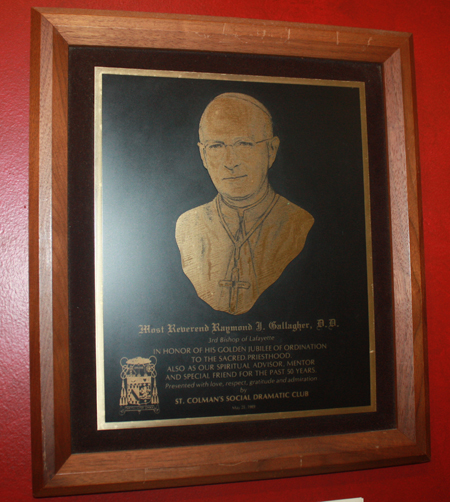 Most Reverend Raymond J. Gallagher, D.D.
3rd Bishop of Lafayette
IN HONOR OF HIS GOLDEN JUBILEE OF ORDINATION
TO THE SACRED PRIESTHOOD
ALSO AS OUR SPIRITUAL ADVISOR, MENTOR
AND SPECIAL FRIEND FOR THE PAST 50 YEARS
Presented with love, respect, gratitude and admiration
by
ST. COLMAN'S SOCIAL DRAMATIC CLUB
May